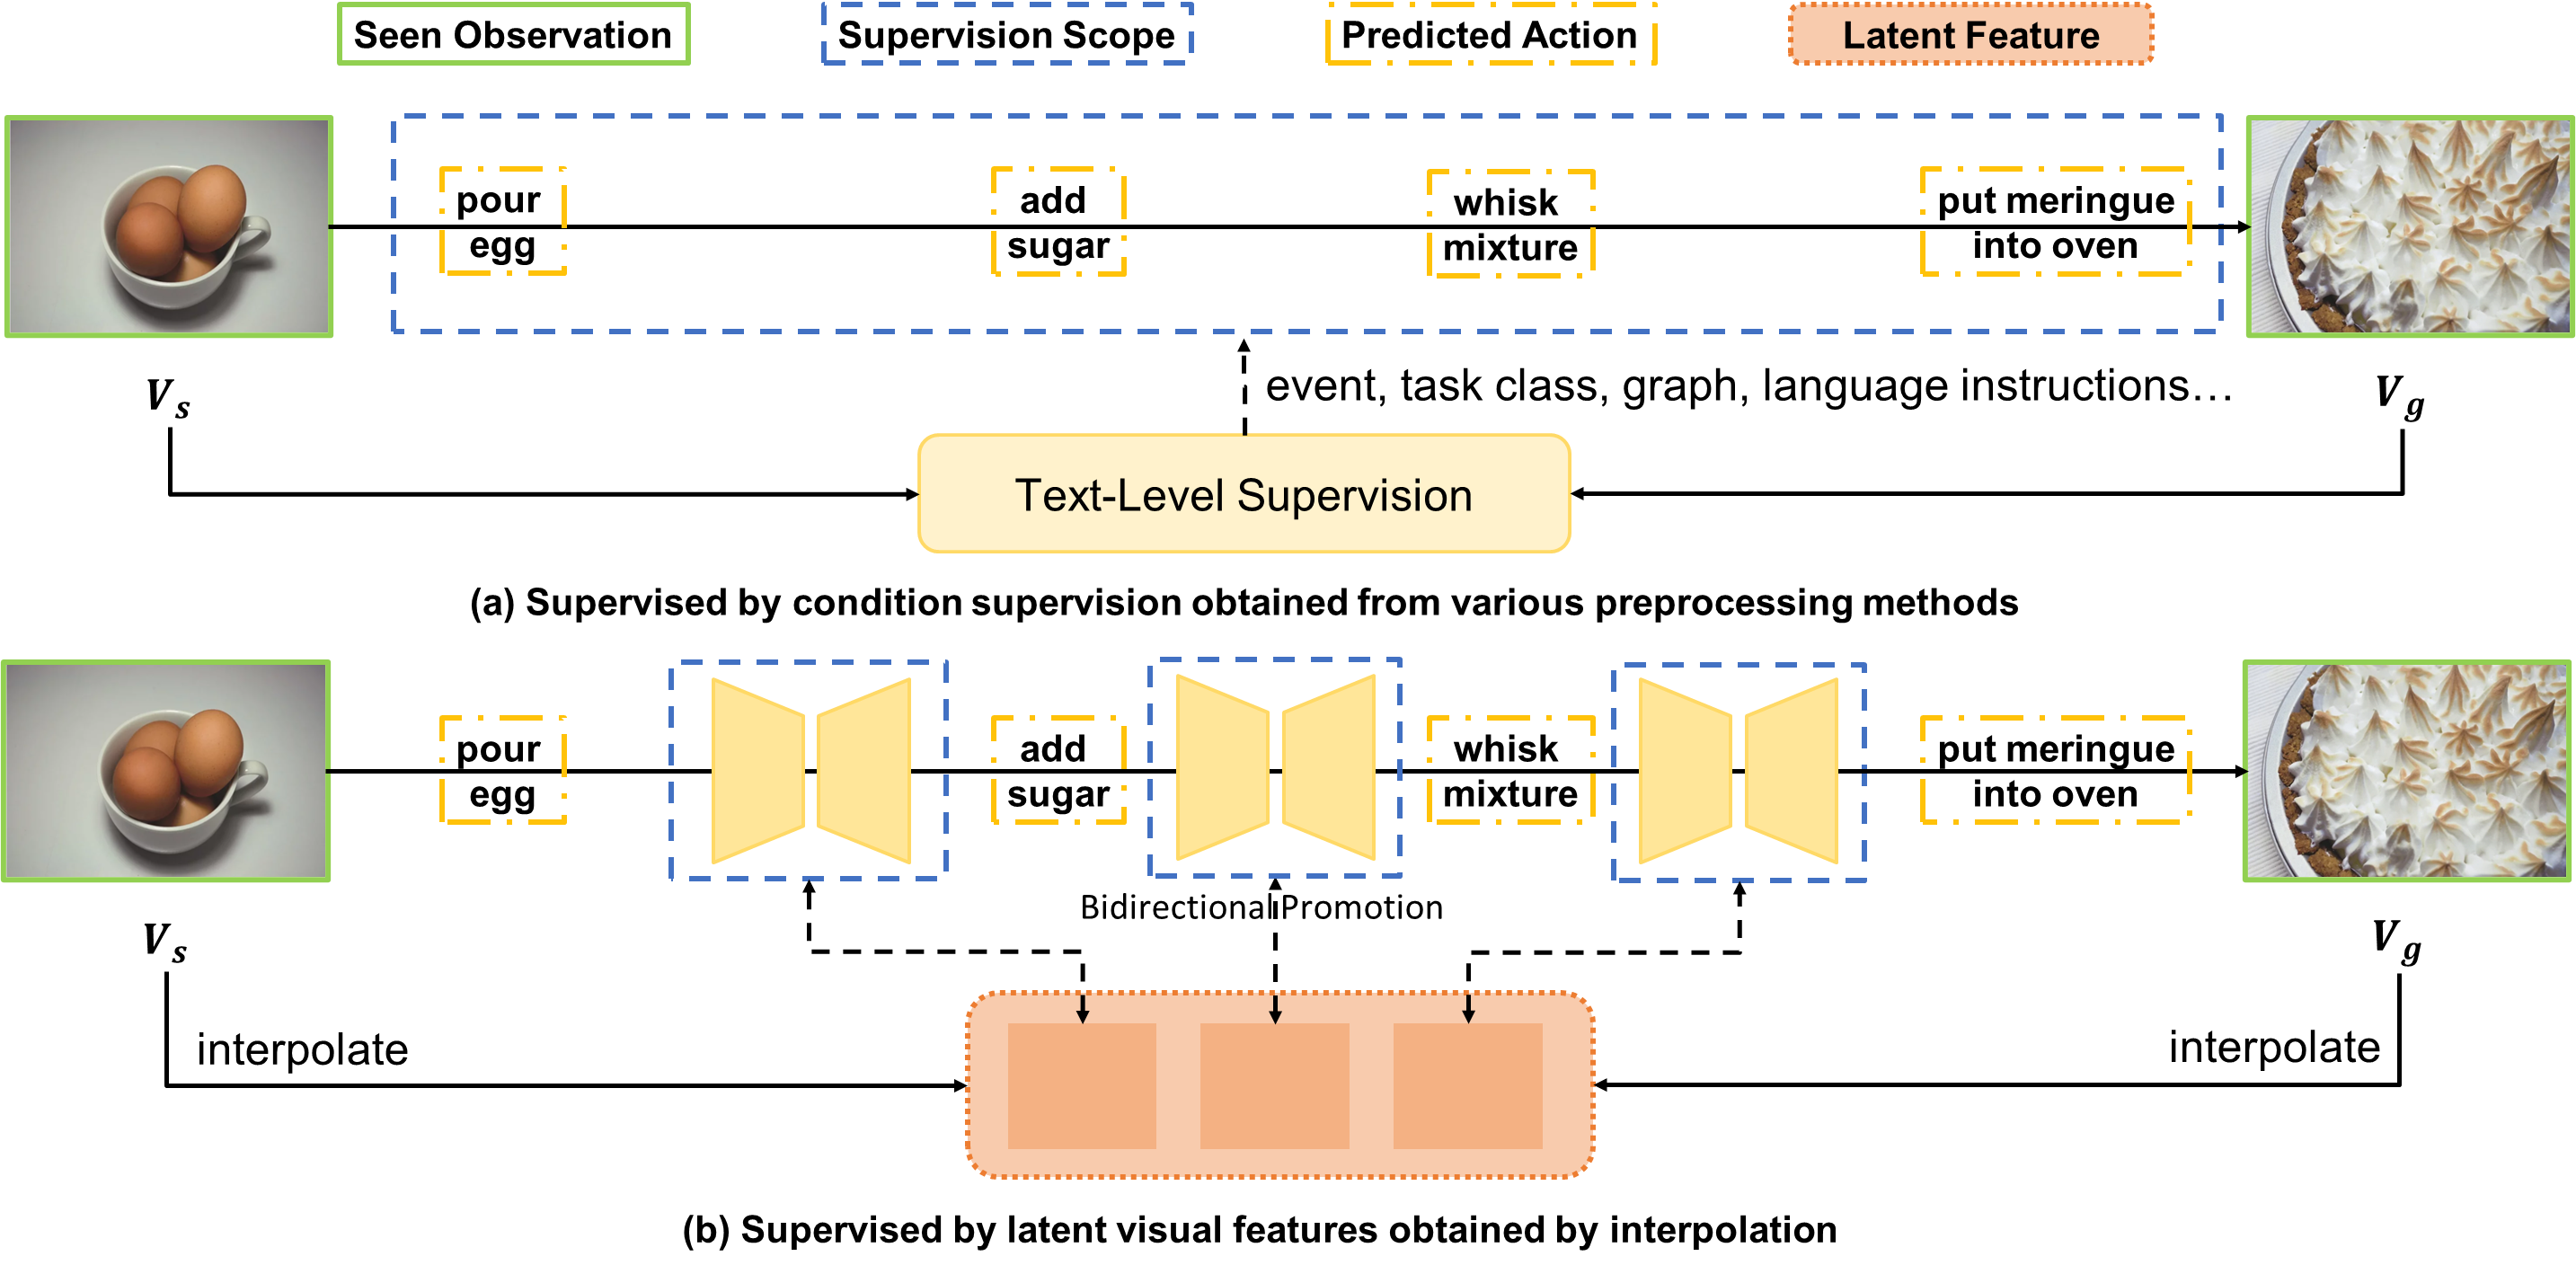 Seen Observation
Supervision Scope
Predicted Action
Latent Feature
pour
egg
add
sugar
whisk
mixture
put meringue
into oven
V_s
event, task class, graph, language instructions…
V_g
Text-Level Supervision
(a) Supervised by condition supervision obtained from various preprocessing methods
pour
egg
add
sugar
whisk
mixture
put meringue
into oven
Bidirectional Promotion
V_s
V_g
interpolate
interpolate
(b) Supervised by latent visual features obtained by interpolation